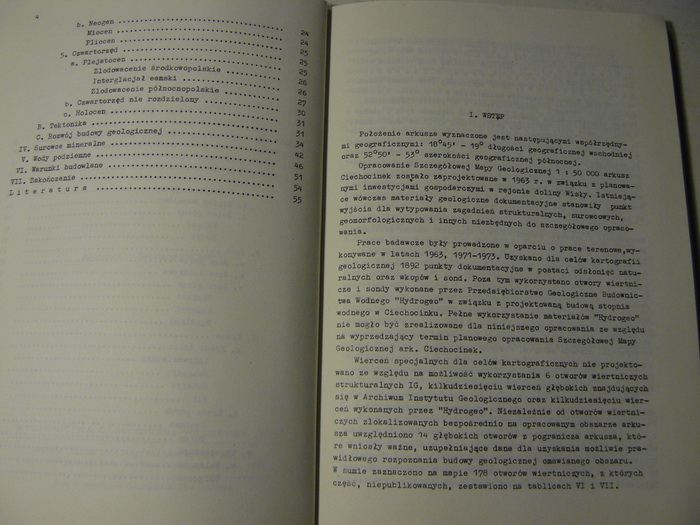 4
b. Neogen ........ 24
Miocen ........ 24
Pliocen ........ 24
5. Czwartorzęd ........ 25
a. Plejstocen ........ 25
Zlodowacenie środkowopolskie ........ 25
Interglacjał eemski ........ 26
Zlodowacenie północnopolskie ........ 26
b. Czwartorzęd nie rozdzielony ........ 27
c. Holocen ........ 30
B. Tektonika ........ 31
C. Rozwój budowy geologicznej ........ 31
IV. Surowce mineralne ........ 34
V. Wody podziemne ........ 42
VI. Warunki budowlane ........ 46
VII. Zakończenie ........ 51
Literatura ........ 54
55
I. WSTĘP
Położenie arkusza wyznaczone jest następującymi współrzędny-
mi geograficznymi: 18°45' - 19° długości geograficznej wschodniej
oraz 52°50' - 53° szerokości geograficznej północnej.
Opracowanie Szczegółowej Mapy Geologicznej 1 : 50 000 arkusz
Ciechocinek zostało zaprojektowane w 1963 r. w związku z planowa-
nymi inwestycjami gospodarczymi w rejonie doliny Wisły. Istnieją-
ce wówczas materiały geologiczne dokumentacyjne stanowiły punkt
wyjścia dla wytypowania zagadnień strukturalnych, surowcowych,
geomorfologicznych i innych niezbędnych do szczegółowego opraco-
wania.
Prace badawcze były prowadzone w oparciu o prace terenowe, wy-
konywane w latach 1963, 1971-1973. Uzyskano dla celów kartografii
geologicznej 1892 punkty dokumentacyjne w postaci odsłonięć natu-
ralnych oraz wkopów i sond. Poza tym wykorzystano otwory wiertni-
cze i sondy wykonane przez Przedsiębiorstwo Geologiczne Budownic-
twa Wodnego "Hydrogeo" w związku z projektowaną budową stopnia
wodnego w Ciechocinku. Pełne wykorzystanie materiałów "Hydrogeo"
nie mogło być zrealizowane dla niniejszego opracowania ze względu
na wyprzedzający termin planowego opracowania Szczegółowej Mapy
Geologicznej ark. Ciechocinek.
Wierceń specjalnych dla celów kartograficznych nie projekto-
wano ze względu na możliwość wykorzystania 6 otworów wiertniczych
strukturalnych IG, kilkudziesięciu wierceń głębokich znajdujących
się w Archiwum Instytutu Geologicznego oraz kilkudziesięciu wier-
ceń wykonanych przez "Hydrogeo". Niezależnie od otworów wiertni-
czych zlokalizowanych bezpośrednio na opracowanym obszarze arku-
sza uwzględniono 14 głębokich otworów z pogranicza arkusza, któ-
re wniosły ważne, uzupełniające dane dla uzyskania możliwie pra-
widłowego rozpoznania budowy geologicznej omawianego obszaru.
W sumie zaznaczono na mapie 178 otworów wiertniczych, z których
część, niepublikowanych, zestawiono na tablicach VI i VII.